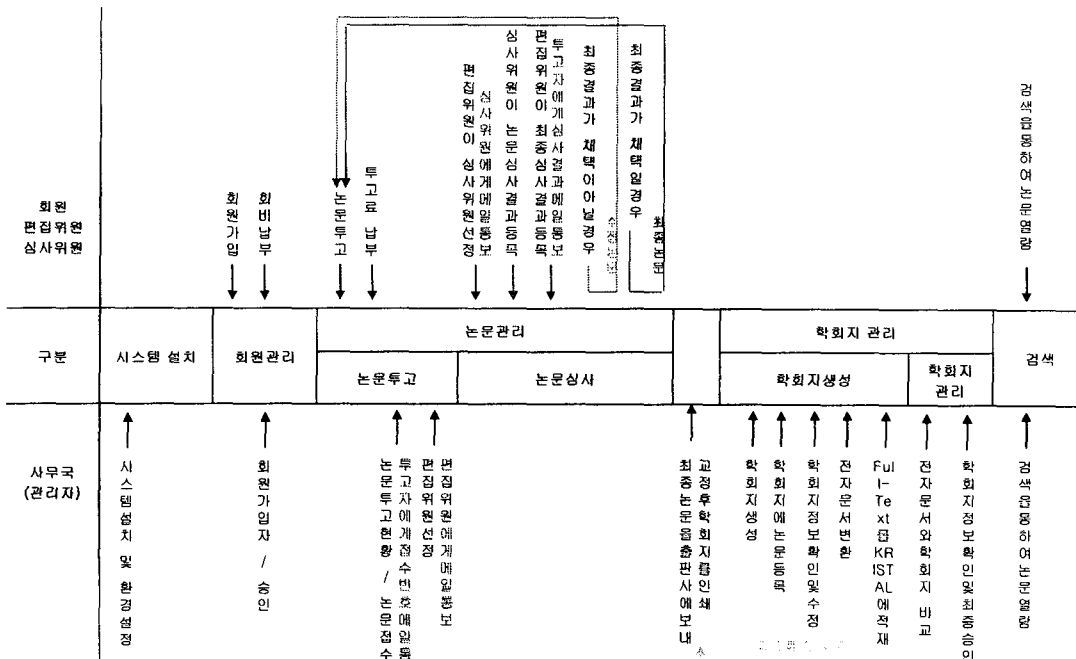 회원
편집위원
심사위원
회원가입
회비납부
논문투고
투고료 납부
편집위원이 심사위원선정
심사위원에게메일통보
심사위원이 논문심사결과등록
편집위원이 최종심사결과등록
투고자에게심사결과메일통보
최종결과가 채택이아닐경우
수정논문
최종결과가 채택일경우
최종논문
검색을통하여논문열람
구분
시스템 설치
회원관리
논문관리
논문투고
논문심사
학회지 관리
학회지생성
학회지
관리
검색
사무국
(관리자)
시스템설치 및 환경설정
회원가입자 / 승인
논문투고현황 / 논문접수
투고자에게접수번호메일통
편집위원선정
편집위원에게메일통보
최종논문을출판사에보내
교정후학회지를인쇄
학회지생성
학회지에논문등록
학회지정보확인및수정
전자문서변환
Full-Text를KRISTAL에적재
전자문서와학회지 비교
학회지정보확인및최종승인
검색을통하여논문열람